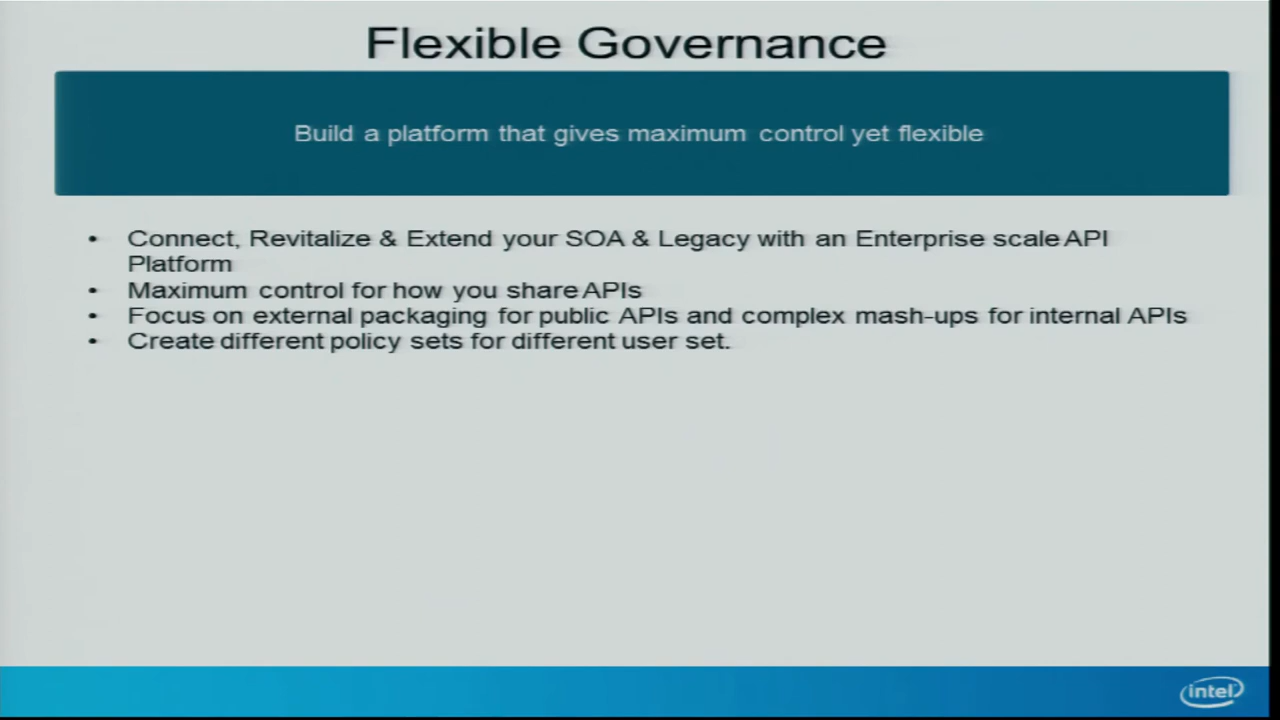 Flexible Governance
Build a platform that gives maximum control yet flexible
• Connect, Revitalize & Extend your SOA & Legacy with an Enterprise scale API
Platform
• Maximum control for how you share APIs
• Focus on external packaging for public APIs and complex mash-ups for internal APIs
• Create different policy sets for different user set.
intel